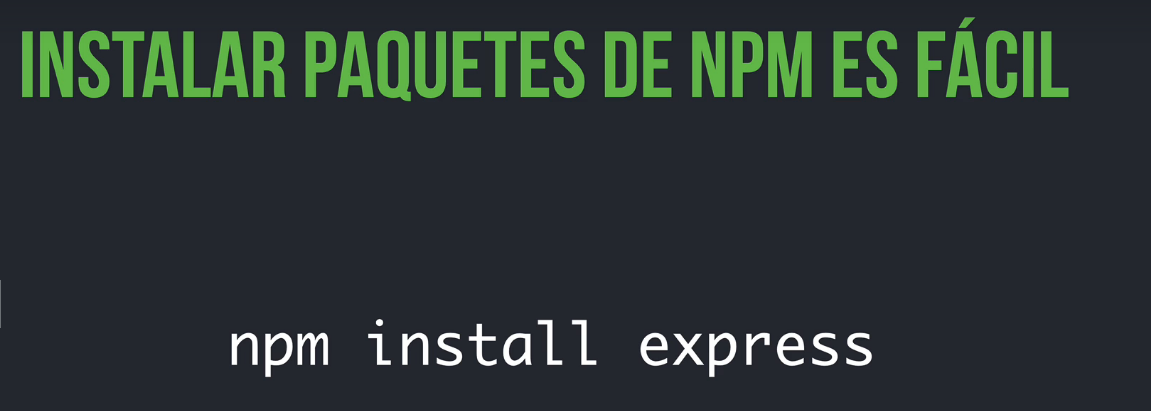 INSTALAR PAQUETES DE NPM ES FÁCIL
npm install express